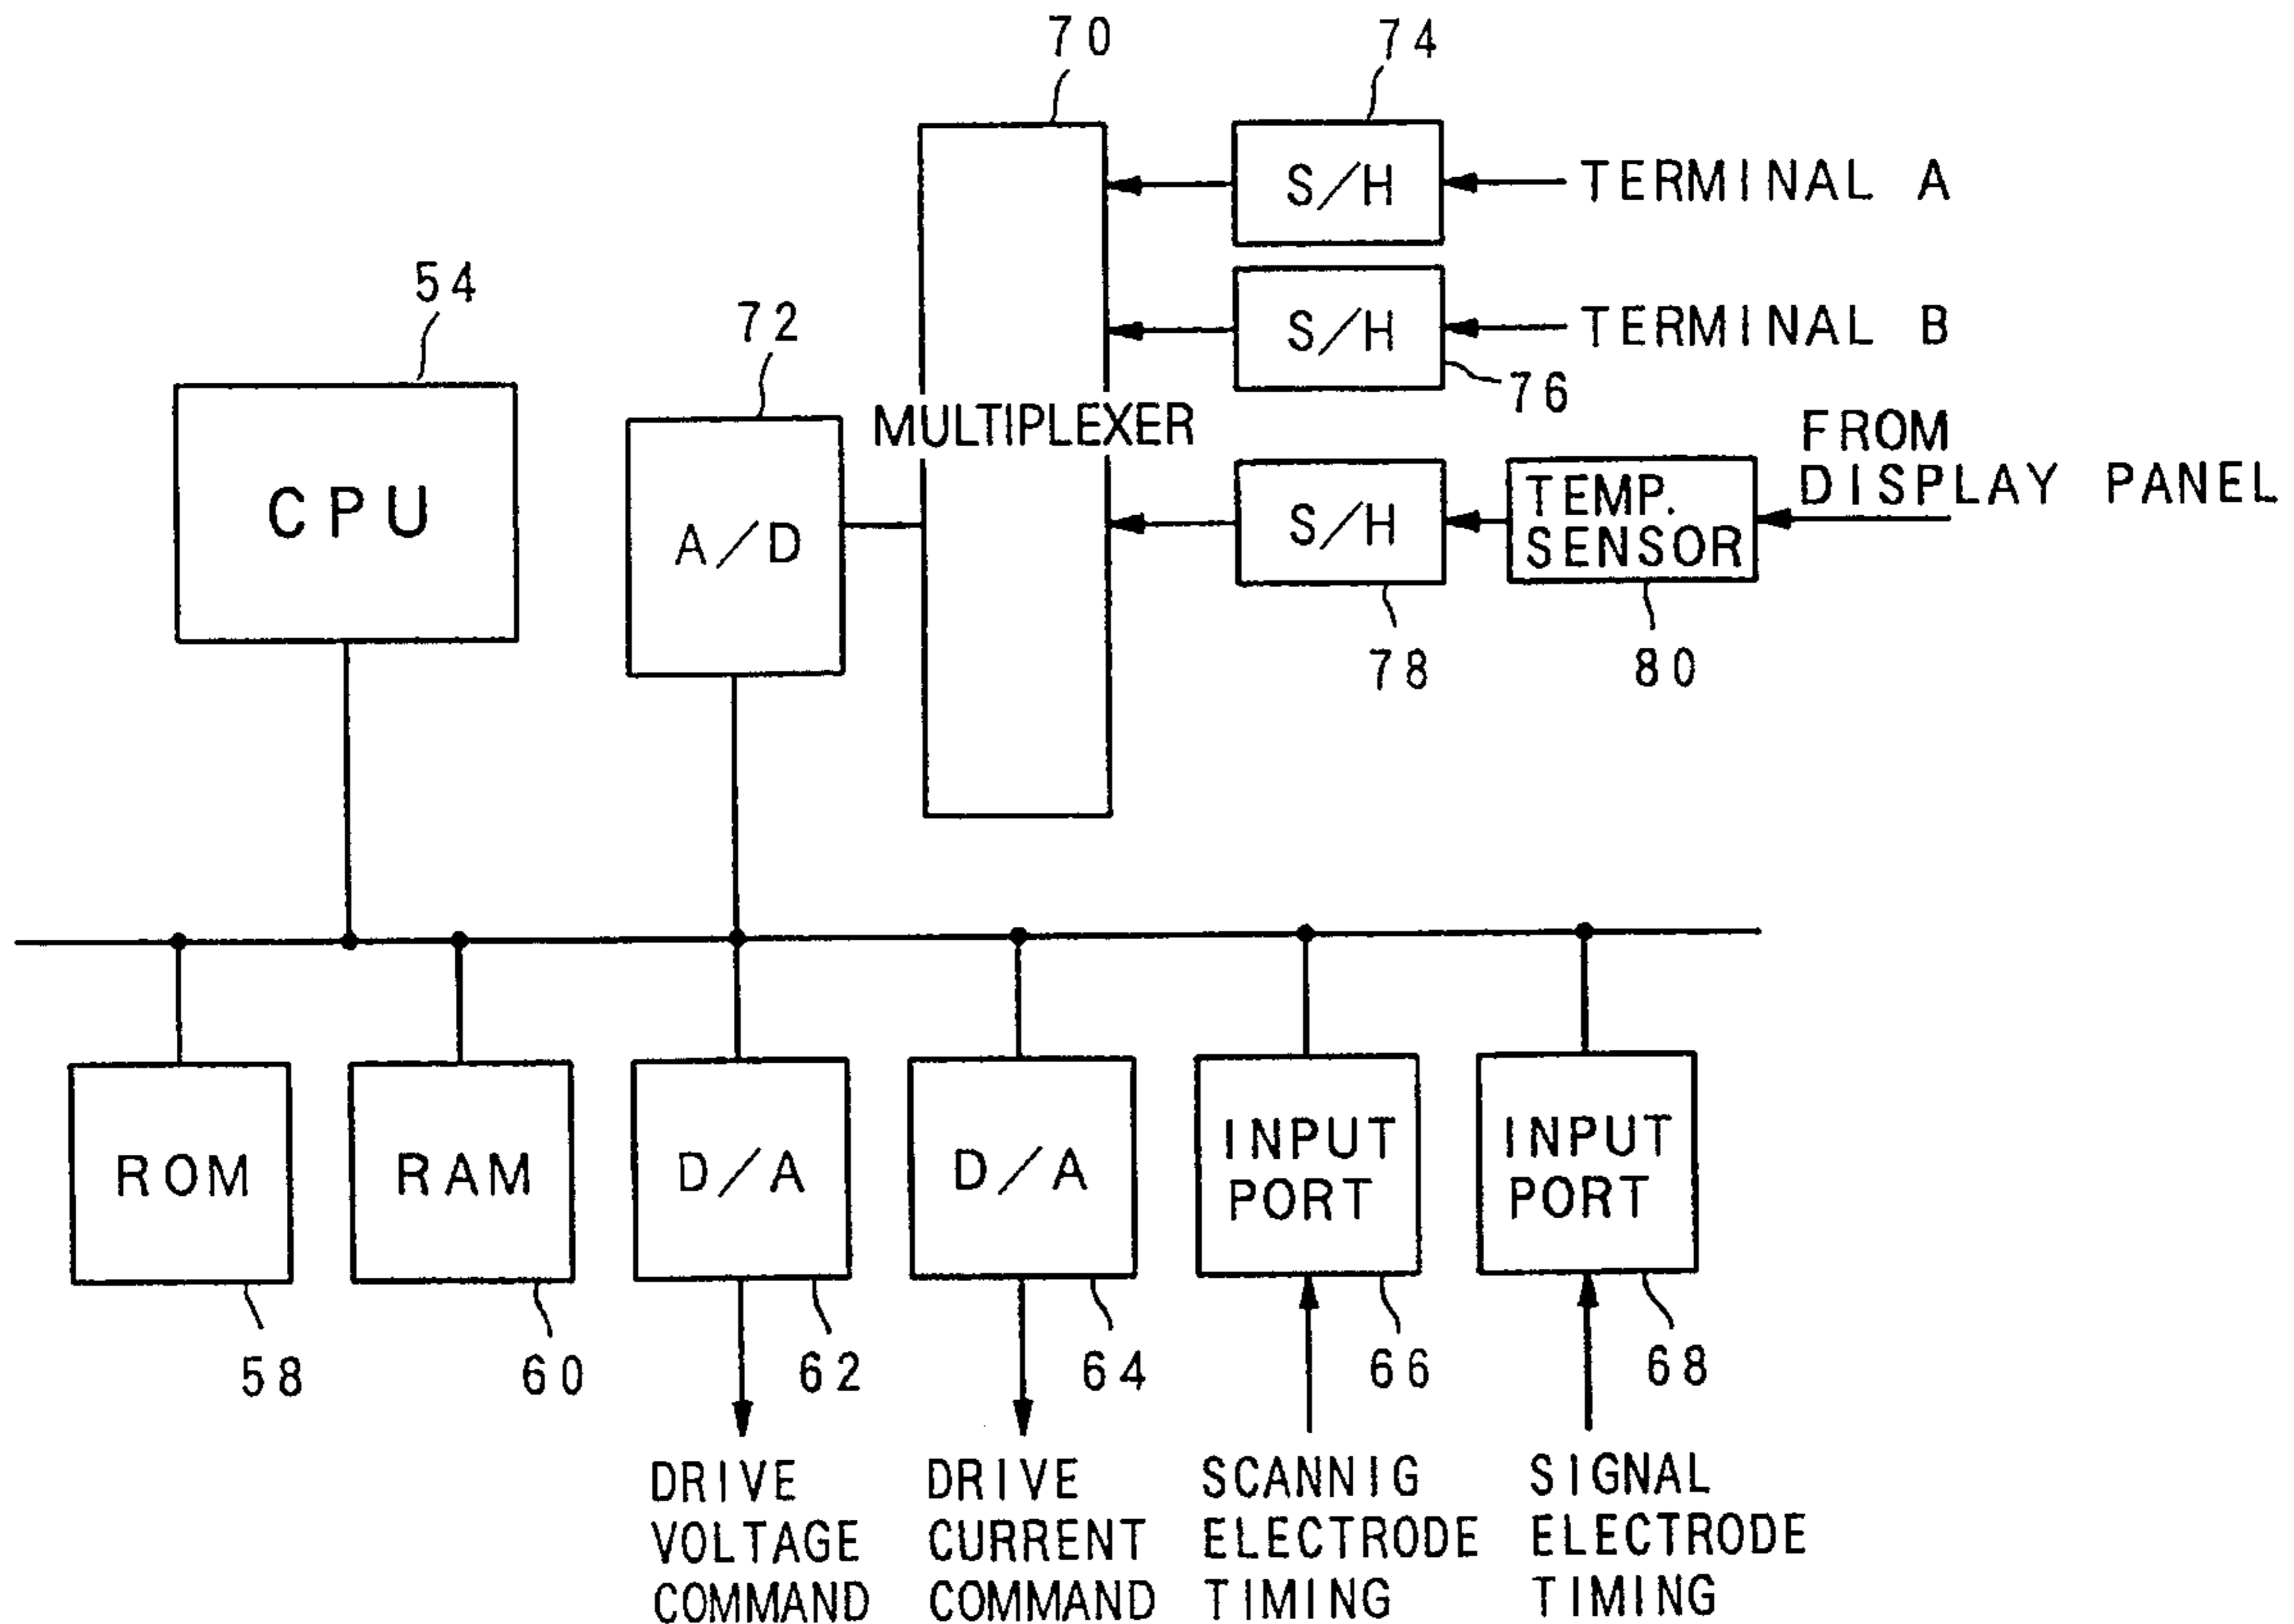 70
74
S/H
TERMINAL A
54
72
S/H
TERMINAL B
76
MULTIPLEXER
FROM
DISPLAY PANEL
CPU
A/D
S/H
TEMP.
SENSOR
78
80
ROM
RAM
D/A
D/A
INPUT
PORT
INPUT
PORT
58
60
62
64
66
68
DRIVE
VOLTAGE
COMMAND
DRIVE
CURRENT
COMMAND
SCANNIG
ELECTRODE
TIMING
SIGNAL
ELECTRODE
TIMING